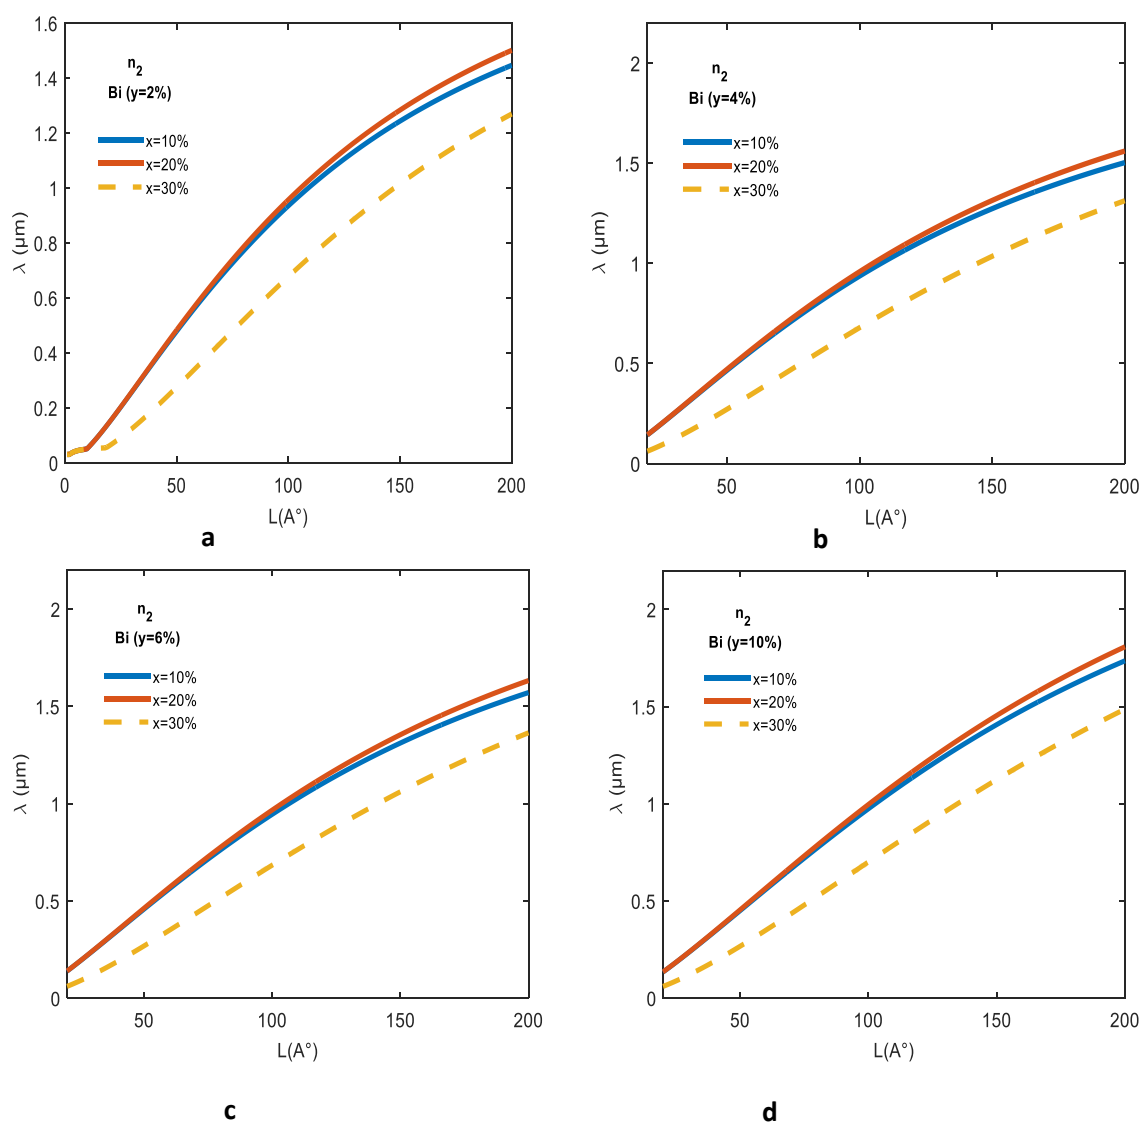 n2
Bi (y=2%)
x=10%
x=20%
x=30%
λ (μm)
1.6
1.4
1.2
1
0.8
0.6
0.4
0.2
0
0 50 100 150 200
L(A°)
a
n2
Bi (y=4%)
x=10%
x=20%
x=30%
λ (μm)
2
1.5
1
0.5
0
50 100 150 200
L(A°)
b
n2
Bi (y=6%)
x=10%
x=20%
x=30%
λ (μm)
2
1.5
1
0.5
0
50 100 150 200
L(A°)
c
n2
Bi (y=10%)
x=10%
x=20%
x=30%
λ (μm)
2
1.5
1
0.5
0
50 100 150 200
L(A°)
d